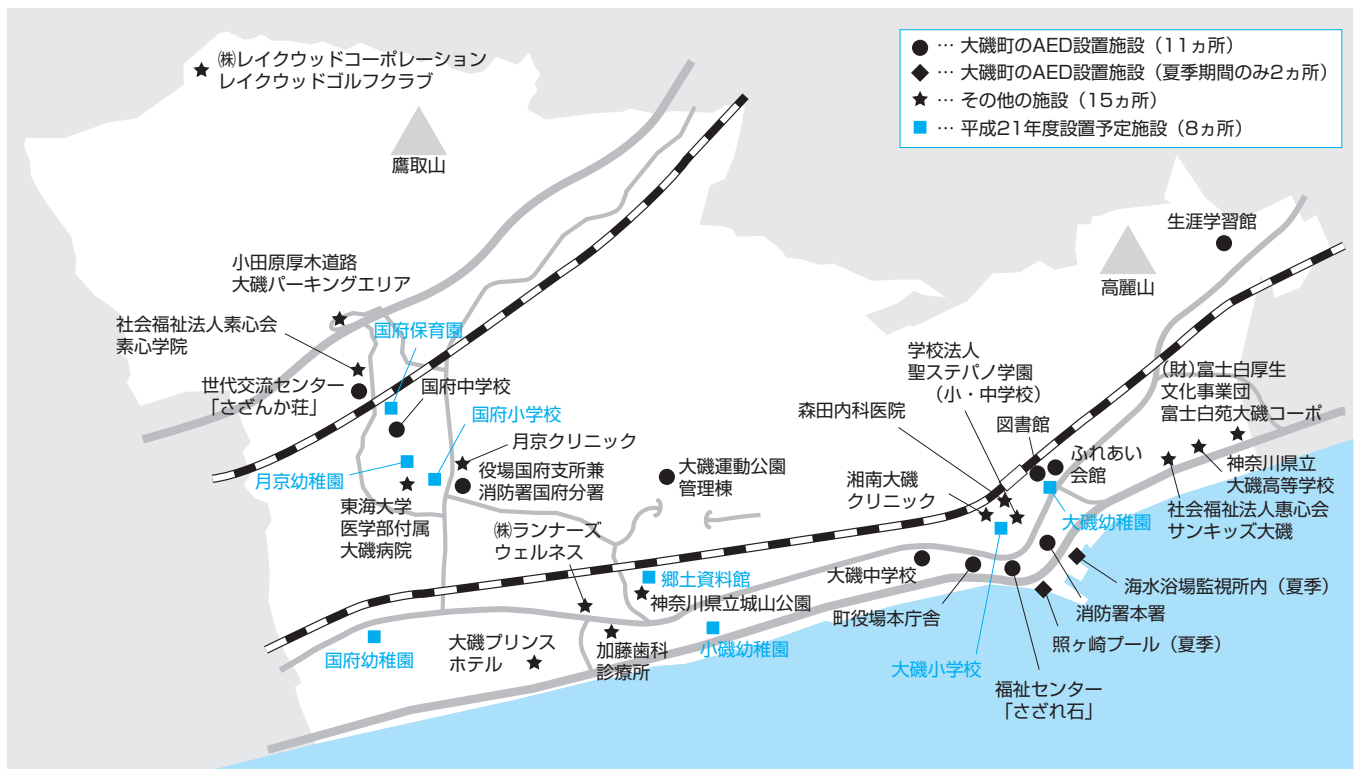 ● … 大磯町のAED設置施設（11ヵ所）
◆ … 大磯町のAED設置施設（夏季期間のみ2ヵ所）
★ … その他の施設（15ヵ所）
■ … 平成21年度設置予定施設（8ヵ所）
㈱レイクウッドコーポレーション
レイクウッドゴルフクラブ
鷹取山
生涯学習館
高麗山
小田原厚木道路
大磯パーキングエリア
社会福祉法人素心会
素心学院
国府保育園
世代交流センター
「さざんか荘」
国府中学校
国府小学校
月京クリニック
月京幼稚園
役場国府支所兼
消防署国府分署
東海大学
医学部付属
大磯病院
大磯運動公園
管理棟
㈱ランナーズ
ウェルネス
郷土資料館
神奈川県立城山公園
国府幼稚園
大磯プリンス
ホテル
加藤歯科
診療所
小磯幼稚園
学校法人
聖ステパノ学園
（小・中学校）
森田内科医院
図書館
湘南大磯
クリニック
ふれあい
会館
大磯幼稚園
(財)富士白厚生
文化事業団
富士白苑大磯コーポ
神奈川県立
大磯高等学校
社会福祉法人惠心会
サンキッズ大磯
大磯中学校
町役場本庁舎
大磯小学校
海水浴場監視所内（夏季）
消防署本署
照ヶ崎プール（夏季）
福祉センター
「さざれ石」